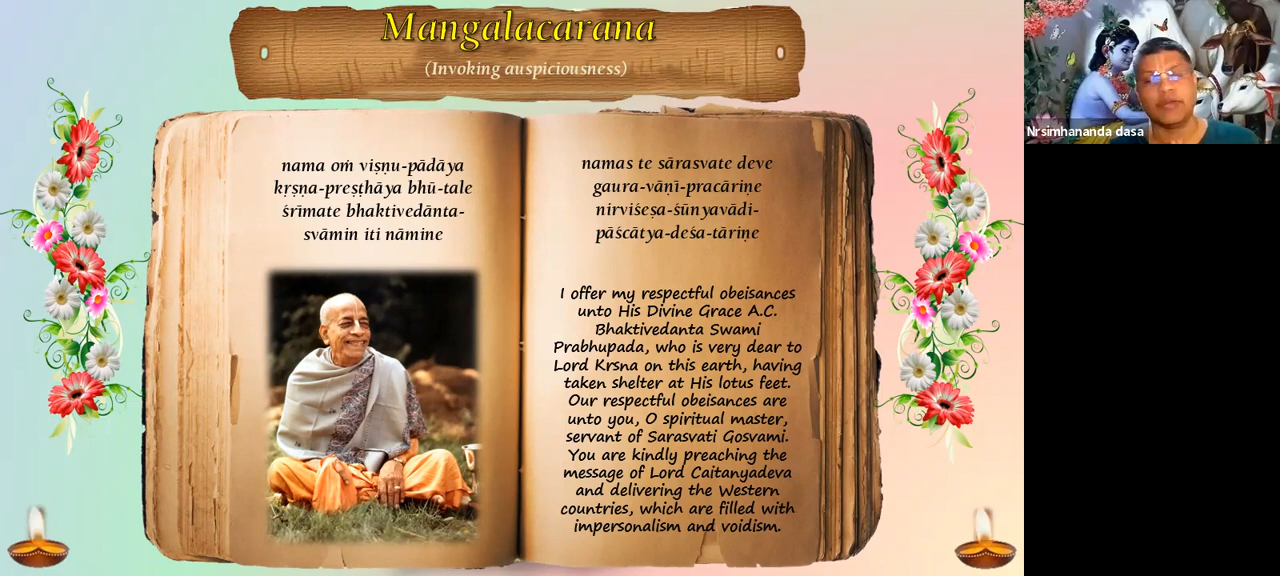 Mangalacarana
(Invoking auspiciousness)
nama oṁ viṣṇu-pādāya
kṛṣṇa-preṣṭhāya bhū-tale
śrīmate bhaktivedānta-
svāmin iti nāmine
namas te sārasvate deve
gaura-vāṇī-pracāriṇe
nirviśeṣa-śūnyavādi-
pāścātya-deśa-tāriṇe
I offer my respectful obeisances
unto His Divine Grace A.C.
Bhaktivedanta Swami
Prabhupada, who is very dear to
Lord Krsna on this earth, having
taken shelter at His lotus feet.
Our respectful obeisances are
unto you, O spiritual master,
servant of Sarasvati Gosvami.
You are kindly preaching the
message of Lord Caitanyadeva
and delivering the Western
countries, which are filled with
impersonalism and voidism.
Nrsimhananda dasa